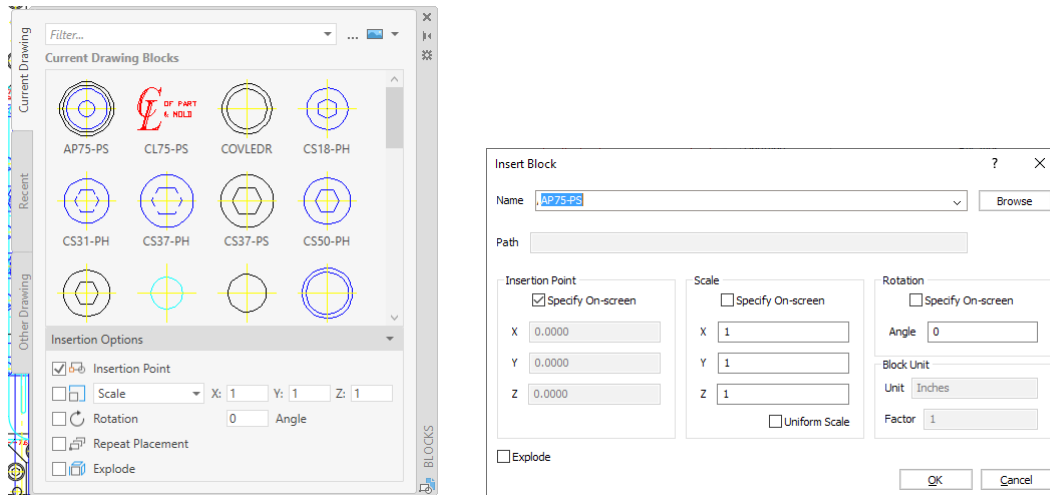 Filter...
...
Current Drawing Blocks
Current Drawing
Recent
Other Drawing
OF PART
& MOLD
AP75-PS CL75-PS COVLEDR CS18-PH
CS31-PH CS37-PH CS37-PS CS50-PH
Insertion Options
Insertion Point
Scale X: 1 Y: 1 Z: 1
Rotation 0 Angle
Repeat Placement
Explode
BLOCKS
Insert Block ?
Name AP75-PS Browse
Path
Insertion Point Scale Rotation
Specify On-screen Specify On-screen Specify On-screen
X 0.0000 X 1 Angle 0
Y 0.0000 Y 1 Block Unit
Z 0.0000 Z 1 Unit Inches
Uniform Scale Factor 1
Explode
OK Cancel